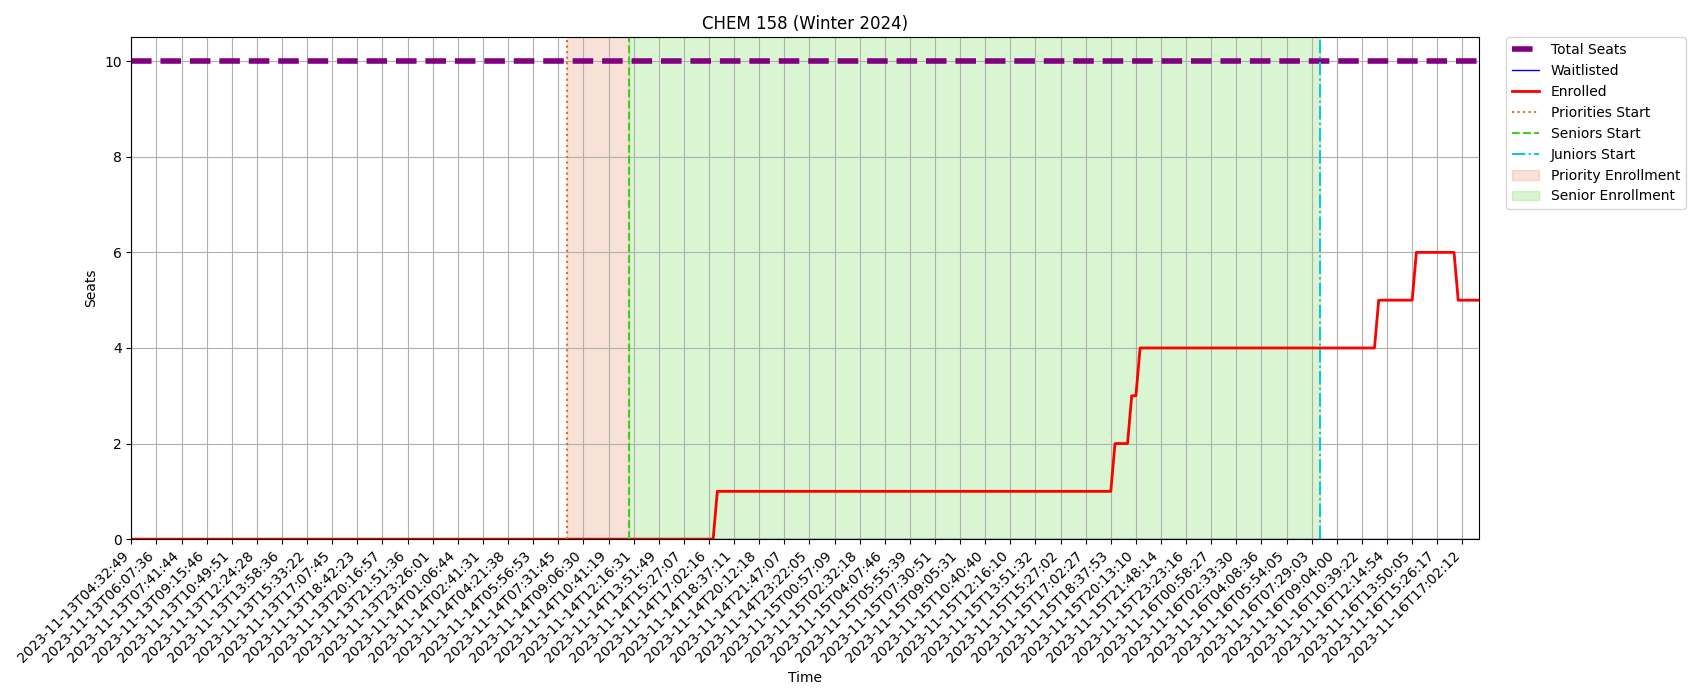 CHEM 158 (Winter 2024)
Total Seats
Waitlisted
Enrolled
Priorities Start
Seniors Start
Juniors Start
Priority Enrollment
Senior Enrollment
Seats
10
8
6
4
2
0
2023-11-13T04:32:49
2023-11-13T06:07:36
2023-11-13T07:41:44
2023-11-13T09:15:46
2023-11-13T10:49:51
2023-11-13T12:24:28
2023-11-13T13:58:36
2023-11-13T15:33:22
2023-11-13T17:07:45
2023-11-13T18:42:23
2023-11-13T20:16:57
2023-11-13T21:51:36
2023-11-13T23:26:01
2023-11-14T01:06:44
2023-11-14T02:41:31
2023-11-14T04:21:38
2023-11-14T05:56:53
2023-11-14T07:31:45
2023-11-14T09:06:30
2023-11-14T10:41:19
2023-11-14T12:16:31
2023-11-14T13:51:49
2023-11-14T15:27:07
2023-11-14T17:02:16
2023-11-14T18:37:11
2023-11-14T20:12:18
2023-11-14T21:47:07
2023-11-14T23:22:05
2023-11-15T00:57:09
2023-11-15T02:32:18
2023-11-15T04:07:46
2023-11-15T05:55:39
2023-11-15T07:30:51
2023-11-15T09:05:31
2023-11-15T10:40:40
2023-11-15T12:16:10
2023-11-15T13:51:32
2023-11-15T15:27:02
2023-11-15T17:02:27
2023-11-15T18:37:53
2023-11-15T20:13:10
2023-11-15T21:48:14
2023-11-15T23:23:16
2023-11-16T00:58:27
2023-11-16T02:33:30
2023-11-16T04:08:36
2023-11-16T05:54:05
2023-11-16T07:29:03
2023-11-16T09:04:00
2023-11-16T10:39:22
2023-11-16T12:14:54
2023-11-16T13:50:05
2023-11-16T15:26:17
2023-11-16T17:02:12
Time